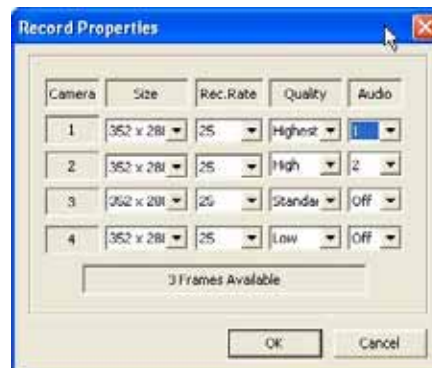 Record Properties
Camera Size Rec.Rate Quality Audio
1 352 x 288 25 Highest 1
2 352 x 288 25 High 2
3 352 x 288 25 Standar Off
4 352 x 288 25 Low Off
3 Frames Available
OK Cancel